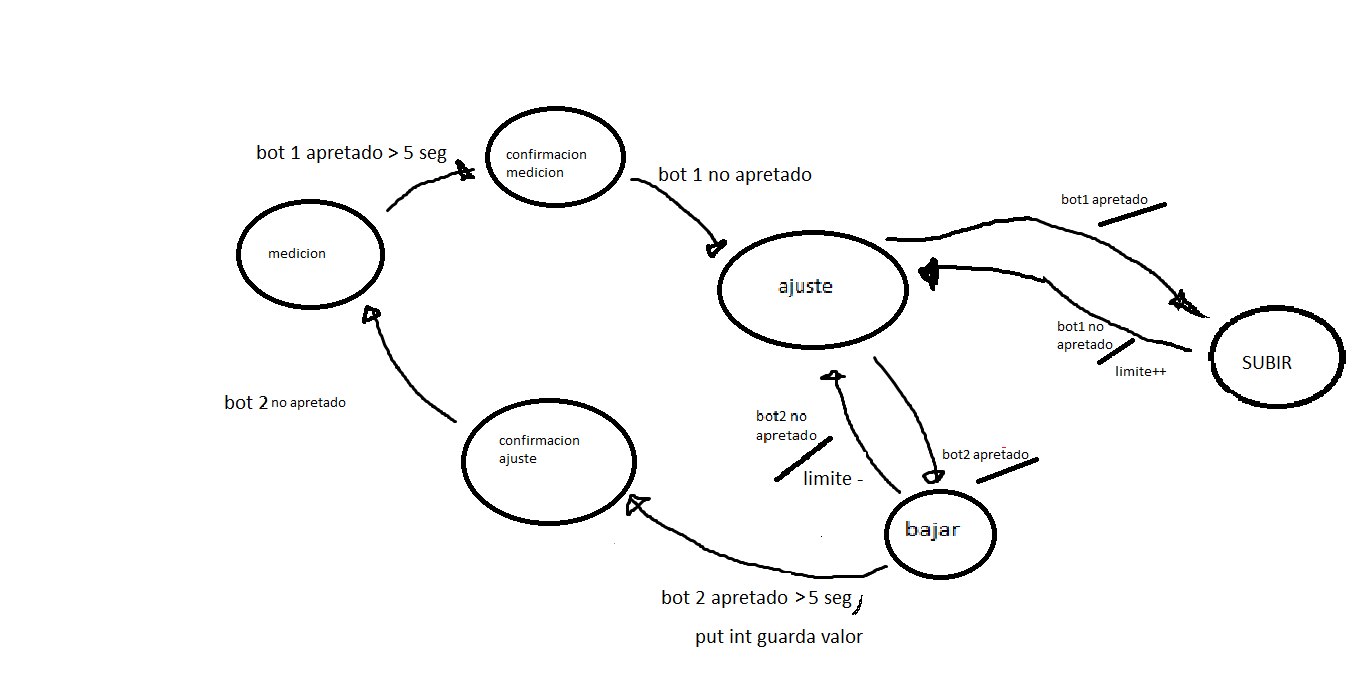 bot 1 apretado > 5 seg
confirmacion
medicion
bot 1 no apretado
medicion
ajuste
bot1 apretado
bot1 no
apretado
limite++
SUBIR
bot 2 no apretado
confirmacion
ajuste
bot2 no
apretado
limite -
bot2 apretado
bajar
bot 2 apretado >5 seg
put int guarda valor